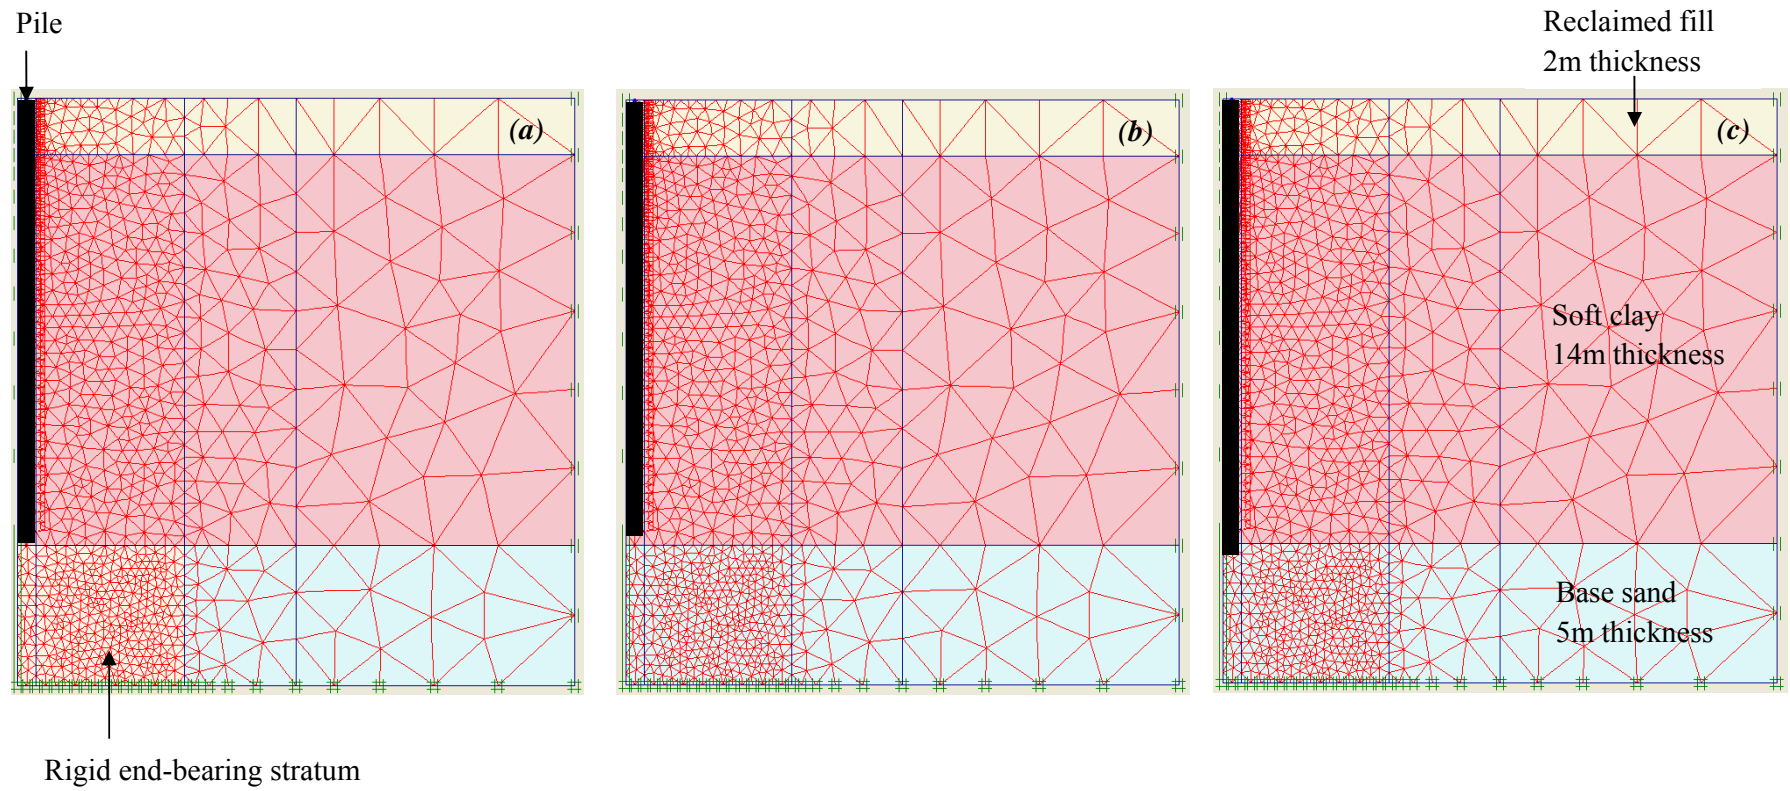 Pile
Reclaimed fill
2m thickness
(a)
(b)
(c)
Soft clay
14m thickness
Base sand
5m thickness
Rigid end-bearing stratum